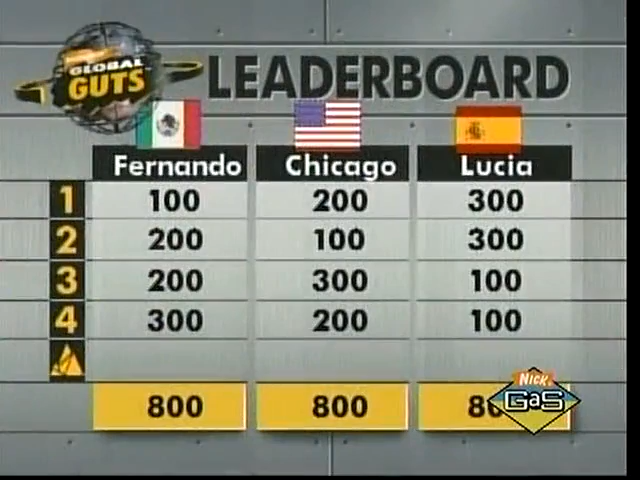 GLOBAL
GUTS
LEADERBOARD
Fernando Chicago Lucia
1 100 200 300
2 200 100 300
3 200 300 100
4 300 200 100
800 800 80
NICK
GaS